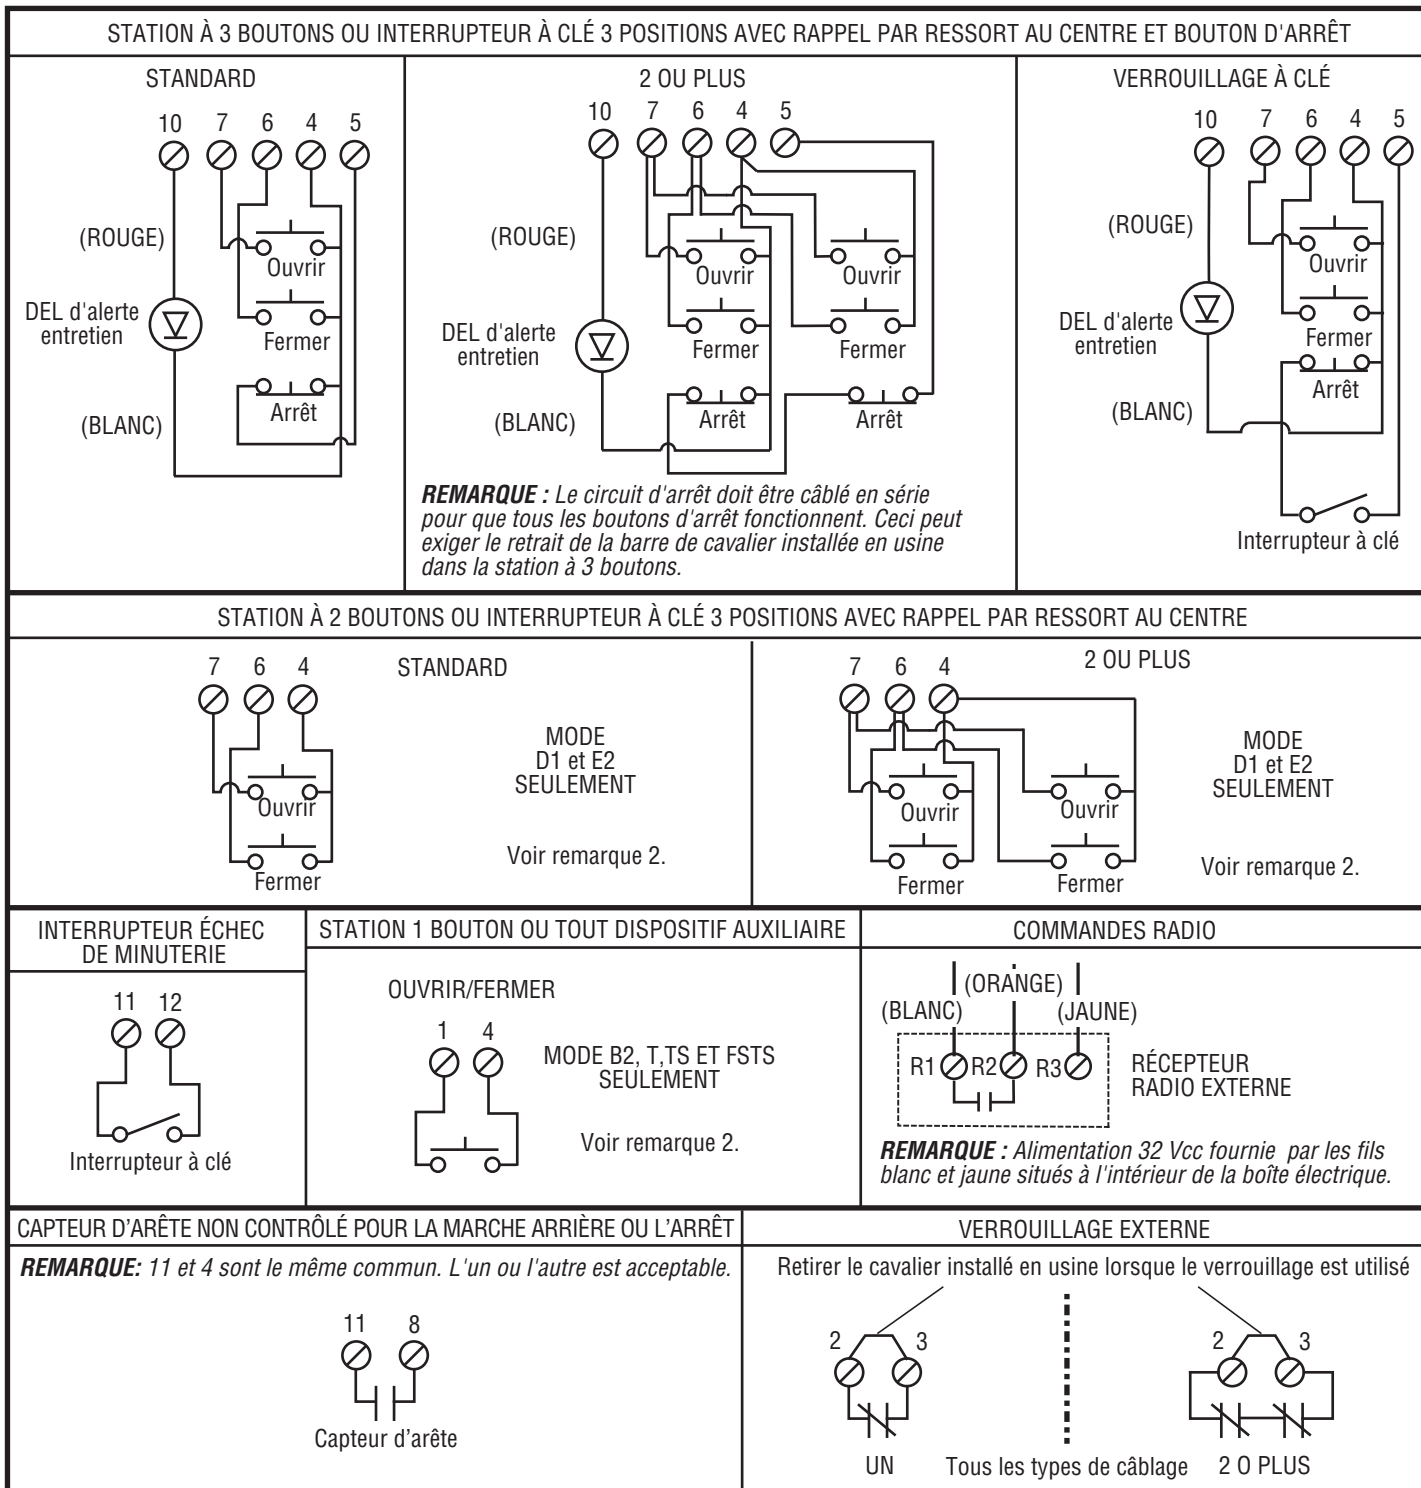 STATION À 3 BOUTONS OU INTERRUPTEUR À CLÉ 3 POSITIONS AVEC RAPPEL PAR RESSORT AU CENTRE ET BOUTON D'ARRÊT
STANDARD
10 7 6 4 5
(ROUGE)
Ouvrir
DEL d'alerte
entretien
Fermer
(BLANC)
Arrêt
2 OU PLUS
10 7 6 4 5
(ROUGE)
Ouvrir Ouvrir
DEL d'alerte
entretien
Fermer Fermer
(BLANC)
Arrêt Arrêt
REMARQUE : Le circuit d'arrêt doit être câblé en série
pour que tous les boutons d'arrêt fonctionnent. Ceci peut
exiger le retrait de la barre de cavalier installée en usine
dans la station à 3 boutons.
VERROUILLAGE À CLÉ
10 7 6 4 5
(ROUGE)
Ouvrir
DEL d'alerte
entretien
Fermer
Arrêt
(BLANC)
Interrupteur à clé
STATION À 2 BOUTONS OU INTERRUPTEUR À CLÉ 3 POSITIONS AVEC RAPPEL PAR RESSORT AU CENTRE
7 6 4
STANDARD
MODE
D1 et E2
SEULEMENT
Ouvrir
Voir remarque 2.
Fermer
7 6 4
2 OU PLUS
MODE
D1 et E2
SEULEMENT
Ouvrir Ouvrir
Voir remarque 2.
Fermer Fermer
INTERRUPTEUR ÉCHEC
DE MINUTERIE
11 12
Interrupteur à clé
STATION 1 BOUTON OU TOUT DISPOSITIF AUXILIAIRE
OUVRIR/FERMER
1 4
MODE B2, T,TS ET FSTS
SEULEMENT
Voir remarque 2.
COMMANDES RADIO
(ORANGE)
(BLANC) (JAUNE)
R1 R2 R3
RÉCEPTEUR
RADIO EXTERNE
REMARQUE : Alimentation 32 Vcc fournie par les fils
blanc et jaune situés à l'intérieur de la boîte électrique.
CAPTEUR D’ARÊTE NON CONTRÔLÉ POUR LA MARCHE ARRIÈRE OU L’ARRÊT
REMARQUE: 11 et 4 sont le même commun. L'un ou l'autre est acceptable.
11 8
Capteur d’arête
VERROUILLAGE EXTERNE
Retirer le cavalier installé en usine lorsque le verrouillage est utilisé
2 3 2 3
UN Tous les types de câblage 2 O PLUS